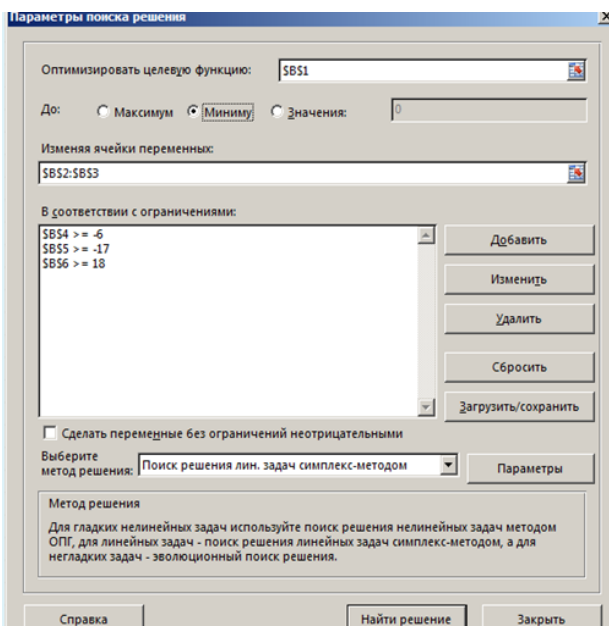 Параметры поиска решения
Оптимизировать целевую функцию: $B$1
До: Максимум Миниму Значения: 0
Изменяя ячейки переменных:
$B$2:$B$3
В соответствии с ограничениями:
$B$4 >= -6
$B$5 >= -17
$B$6 >= 18
Добавить
Изменить
Удалить
Сбросить
Загрузить/сохранить
Сделать переменные без ограничений неотрицательными
Выберите
метод решения: Поиск решения лин. задач симплекс-методом Параметры
Метод решения
Для гладких нелинейных задач используйте поиск решения нелинейных задач методом
ОПГ, для линейных задач - поиск решения линейных задач симплекс-методом, а для
негладких задач - эволюционный поиск решения.
Справка Найти решение Закрыть